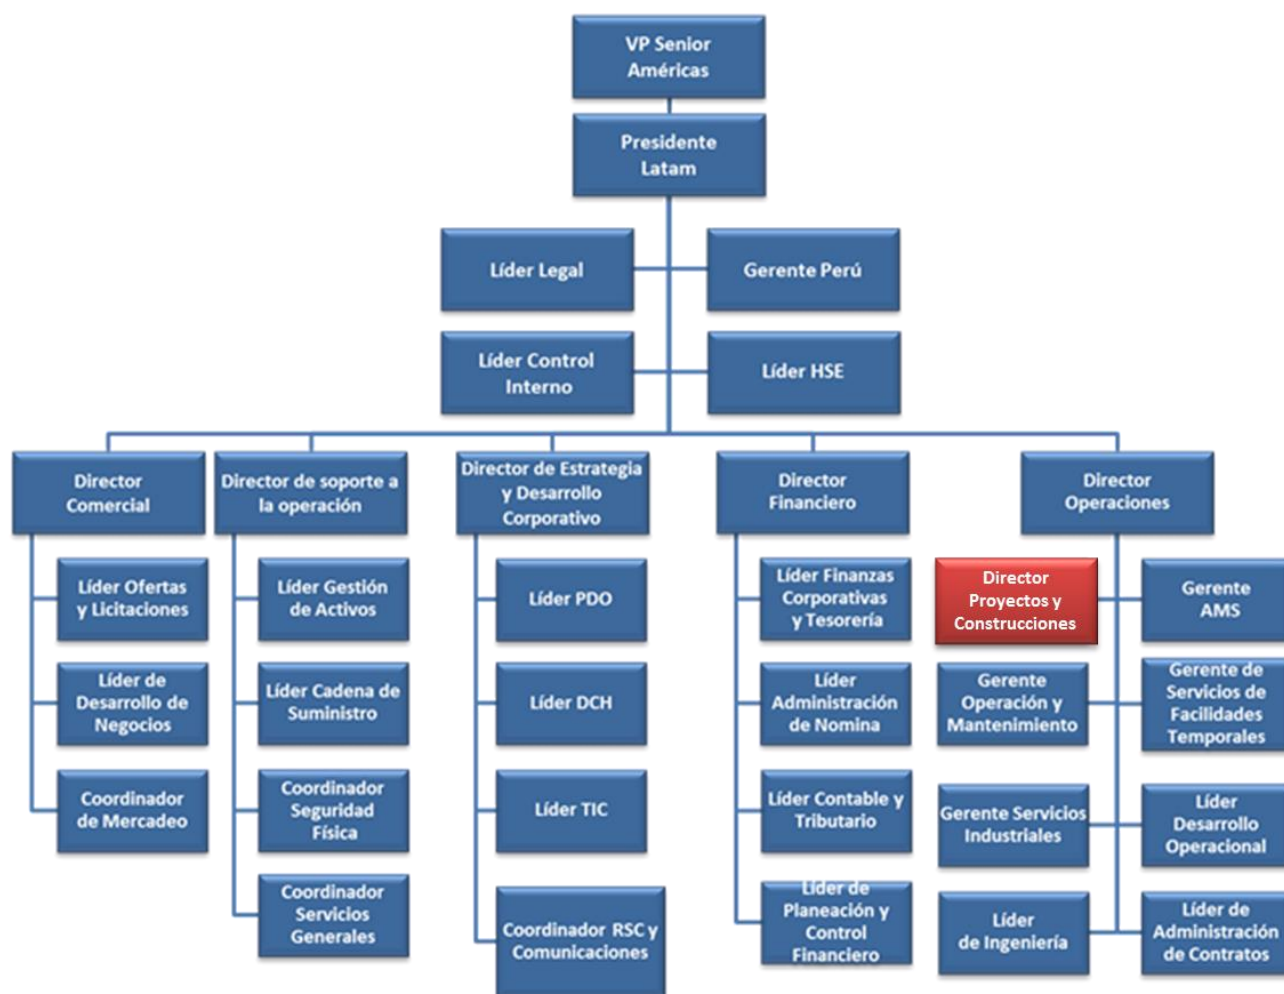 VP Senior
Américas
Presidente
Latam
Líder Legal
Gerente Perú
Líder Control
Interno
Líder HSE
Director
Comercial
Director de soporte a
la operación
Director de Estrategia
y Desarrollo
Corporativo
Director
Financiero
Director
Operaciones
Líder Ofertas
y Licitaciones
Líder Gestión
de Activos
Líder PDO
Líder Finanzas
Corporativas
y Tesorería
Director
Proyectos y
Construcciones
Gerente
AMS
Líder de
Desarrollo de
Negocios
Líder Cadena de
Suministro
Líder DCH
Líder
Administración
de Nomina
Gerente
Operación y
Mantenimiento
Gerente de
Servicios de
Facilidades
Temporales
Coordinador
de Mercadeo
Coordinador
Seguridad
Física
Líder TIC
Líder Contable y
Tributario
Gerente Servicios
Industriales
Líder
Desarrollo
Operacional
Coordinador
Servicios
Generales
Coordinador RSC y
Comunicaciones
Líder de
Planeación y
Control
Financiero
Líder
de Ingeniería
Líder de
Administración
de Contratos